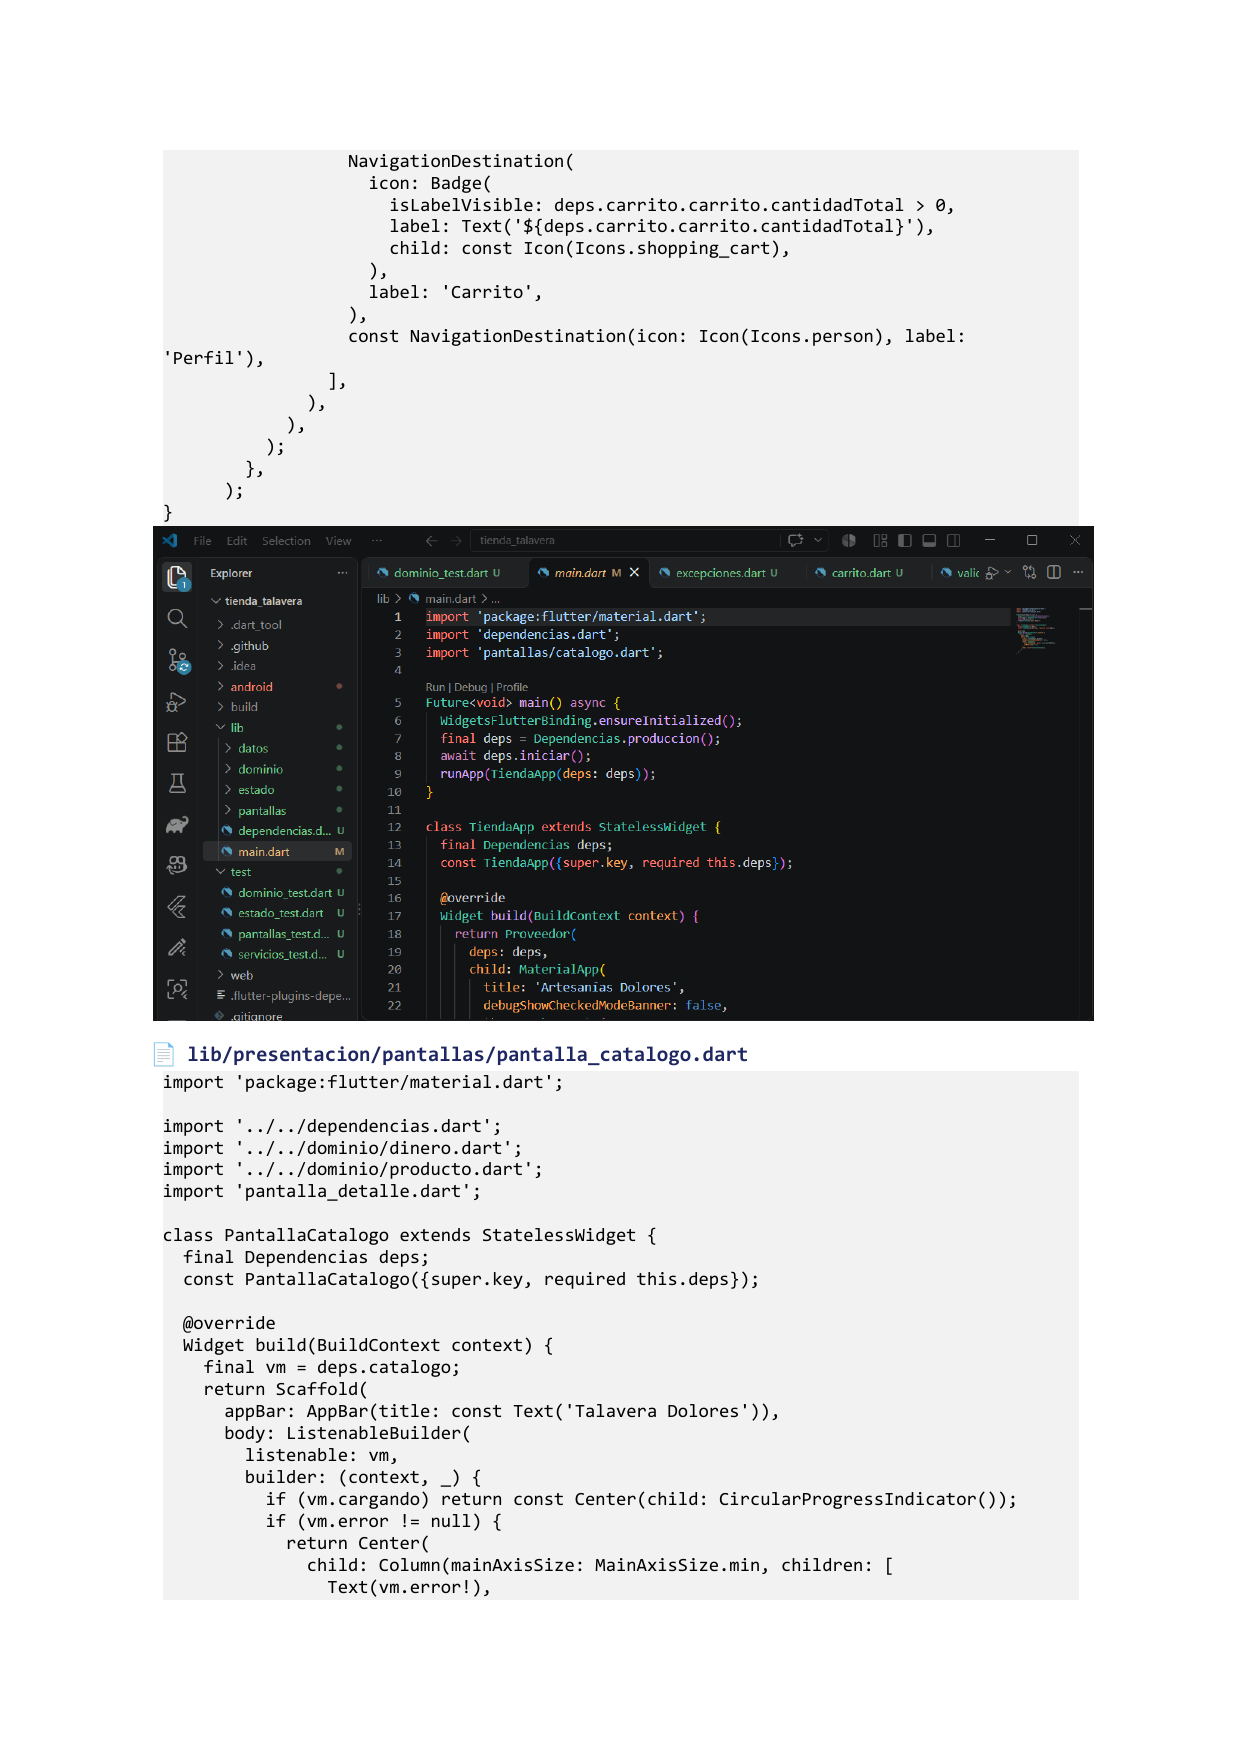 NavigationDestination(
                    icon: Badge(
                      isLabelVisible: deps.carrito.carrito.cantidadTotal > 0,
                      label: Text('${deps.carrito.carrito.cantidadTotal}'),
                      child: const Icon(Icons.shopping_cart),
                    ),
                    label: 'Carrito',
                  ),
                  const NavigationDestination(icon: Icon(Icons.person), label:
'Perfil'),
                ],
              ),
            ),
          );
        },
      );
}
File Edit Selection View ··· tienda_talavera
Explorer ···
tienda_talavera
.dart_tool
.github
.idea
android
build
lib
datos
dominio
estado
pantallas
dependencias.d... U
main.dart M
test
dominio_test.dart U
estado_test.dart U
pantallas_test.d... U
servicios_test.d... U
web
.flutter-plugins-depe...
.gitignore
dominio_test.dart U main.dart M excepciones.dart U carrito.dart U valic ···
lib > main.dart > ...
1 import 'package:flutter/material.dart';
2 import 'dependencias.dart';
3 import 'pantallas/catalogo.dart';
4
Run | Debug | Profile
5 Future<void> main() async {
6   WidgetsFlutterBinding.ensureInitialized();
7   final deps = Dependencias.produccion();
8   await deps.iniciar();
9   runApp(TiendaApp(deps: deps));
10 }
11
12 class TiendaApp extends StatelessWidget {
13   final Dependencias deps;
14   const TiendaApp({super.key, required this.deps});
15
16   @override
17   Widget build(BuildContext context) {
18     return Proveedor(
19       deps: deps,
20       child: MaterialApp(
21         title: 'Artesanías Dolores',
22         debugShowCheckedModeBanner: false,
lib/presentacion/pantallas/pantalla_catalogo.dart
import 'package:flutter/material.dart';

import '../../dependencias.dart';
import '../../dominio/dinero.dart';
import '../../dominio/producto.dart';
import 'pantalla_detalle.dart';

class PantallaCatalogo extends StatelessWidget {
  final Dependencias deps;
  const PantallaCatalogo({super.key, required this.deps});

  @override
  Widget build(BuildContext context) {
    final vm = deps.catalogo;
    return Scaffold(
      appBar: AppBar(title: const Text('Talavera Dolores')),
      body: ListenableBuilder(
        listenable: vm,
        builder: (context, _) {
          if (vm.cargando) return const Center(child: CircularProgressIndicator());
          if (vm.error != null) {
            return Center(
              child: Column(mainAxisSize: MainAxisSize.min, children: [
                Text(vm.error!),